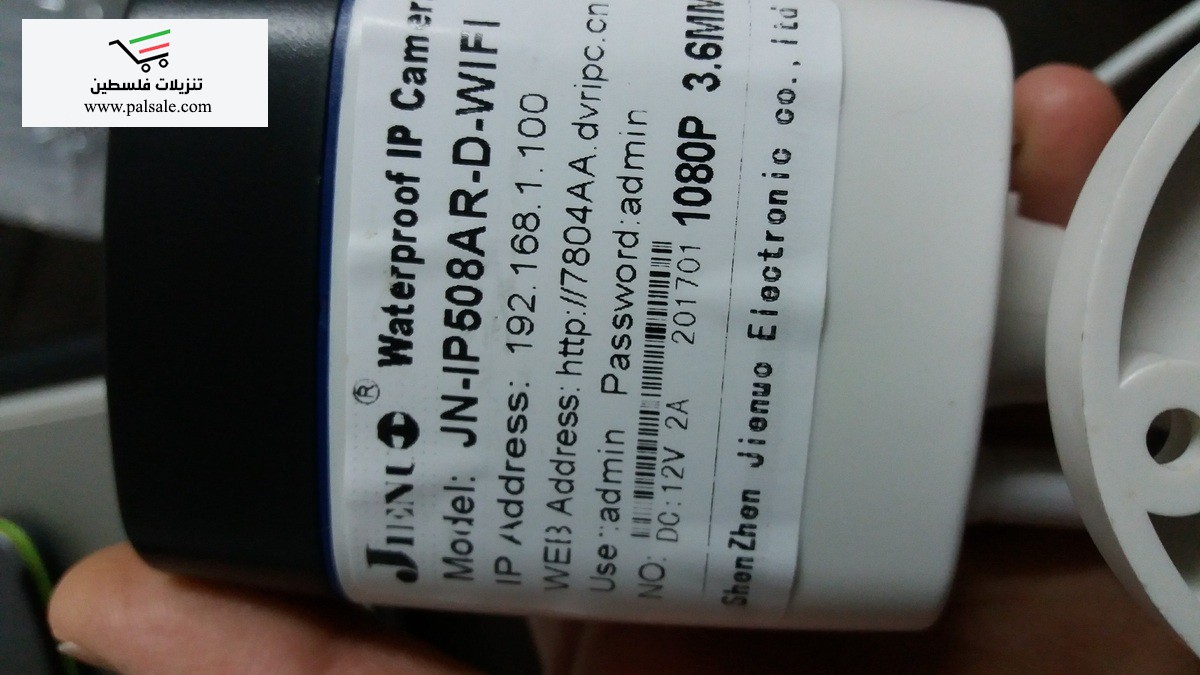 تنزيلات فلسطين
www.palsale.com
JIENUO ® Waterproof IP Camer
Model: JN-IP508AR-D-WIFI
IP Address: 192.168.1.100
WEB Address: http://7804AA.dvripc.cn
Use:admin Password:admin
NO:
DC:12V 2A 201701 1080P 3.6MM
ShenZhen Jienuo Electronic co.,ltd